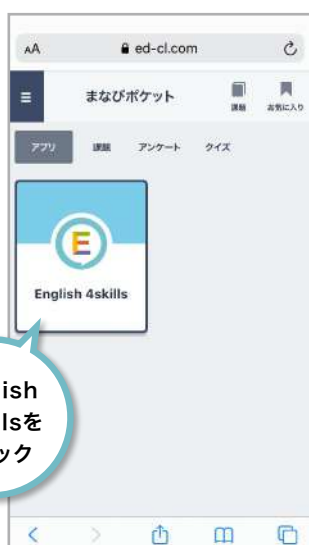 AA ed-cl.com
まなびポケット
課題 お気に入り
アプリ 課題 アンケート クイズ
E
English 4skills
ish
lsを
ック